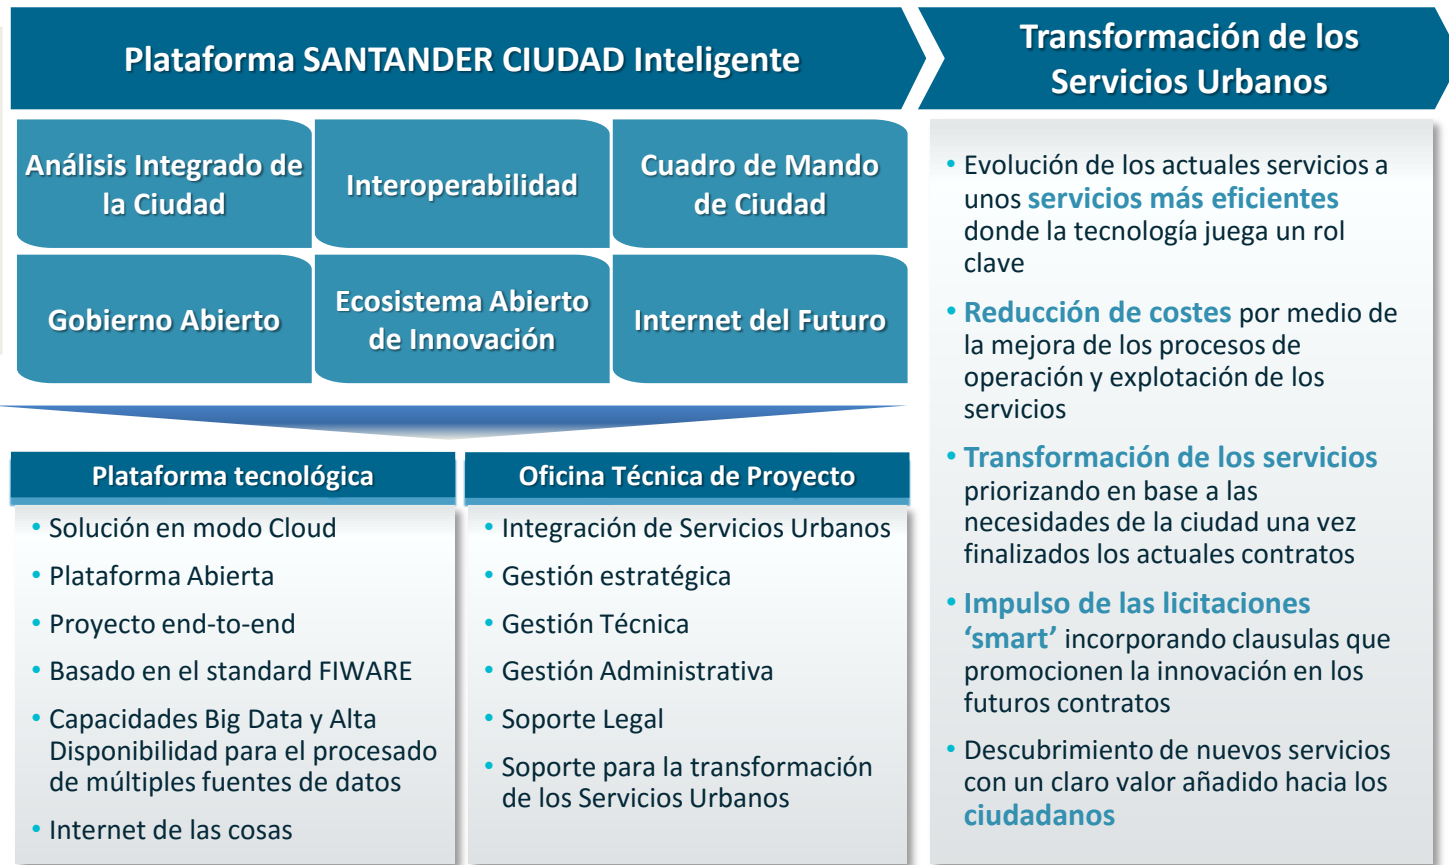 Plataforma SANTANDER CIUDAD Inteligente
Transformación de los
Servicios Urbanos
Análisis Integrado de
la Ciudad
Interoperabilidad
Cuadro de Mando
de Ciudad
Gobierno Abierto
Ecosistema Abierto
de Innovación
Internet del Futuro
Plataforma tecnológica
• Solución en modo Cloud
• Plataforma Abierta
• Proyecto end-to-end
• Basado en el standard FIWARE
• Capacidades Big Data y Alta
Disponibilidad para el procesado
de múltiples fuentes de datos
• Internet de las cosas
Oficina Técnica de Proyecto
• Integración de Servicios Urbanos
• Gestión estratégica
• Gestión Técnica
• Gestión Administrativa
• Soporte Legal
• Soporte para la transformación
de los Servicios Urbanos
• Evolución de los actuales servicios a
unos servicios más eficientes
donde la tecnología juega un rol
clave
• Reducción de costes por medio de
la mejora de los procesos de
operación y explotación de los
servicios
• Transformación de los servicios
priorizando en base a las
necesidades de la ciudad una vez
finalizados los actuales contratos
• Impulso de las licitaciones
‘smart’ incorporando clausulas que
promocionen la innovación en los
futuros contratos
• Descubrimiento de nuevos servicios
con un claro valor añadido hacia los
ciudadanos